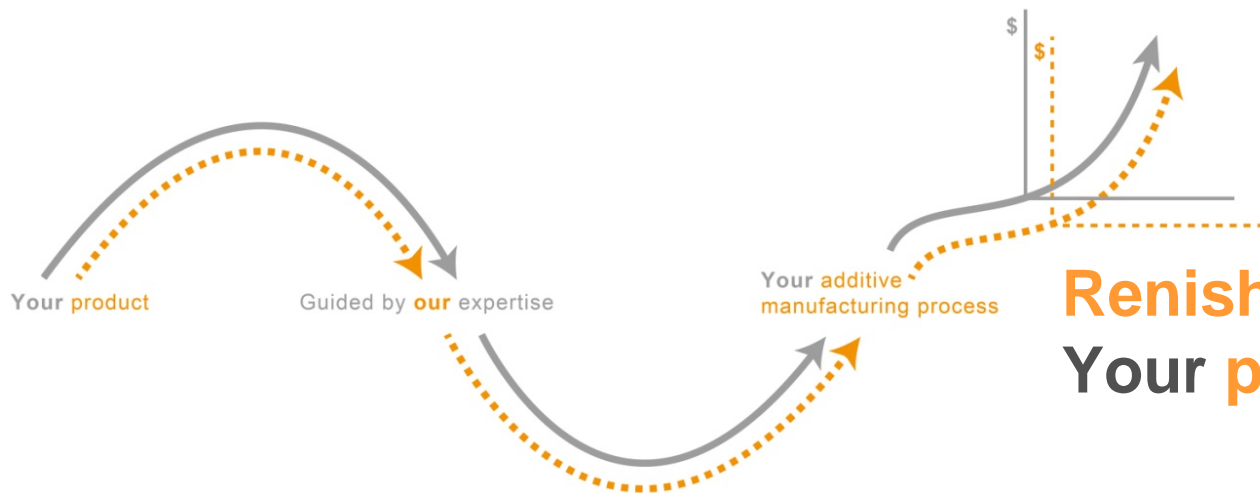 $
$
Your product
Guided by our expertise
Your additive
manufacturing process
Your